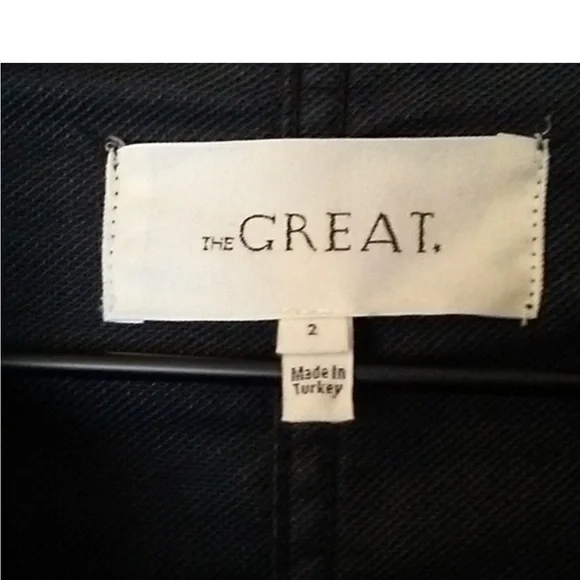 THE GREAT.
2
Made In
Turkey